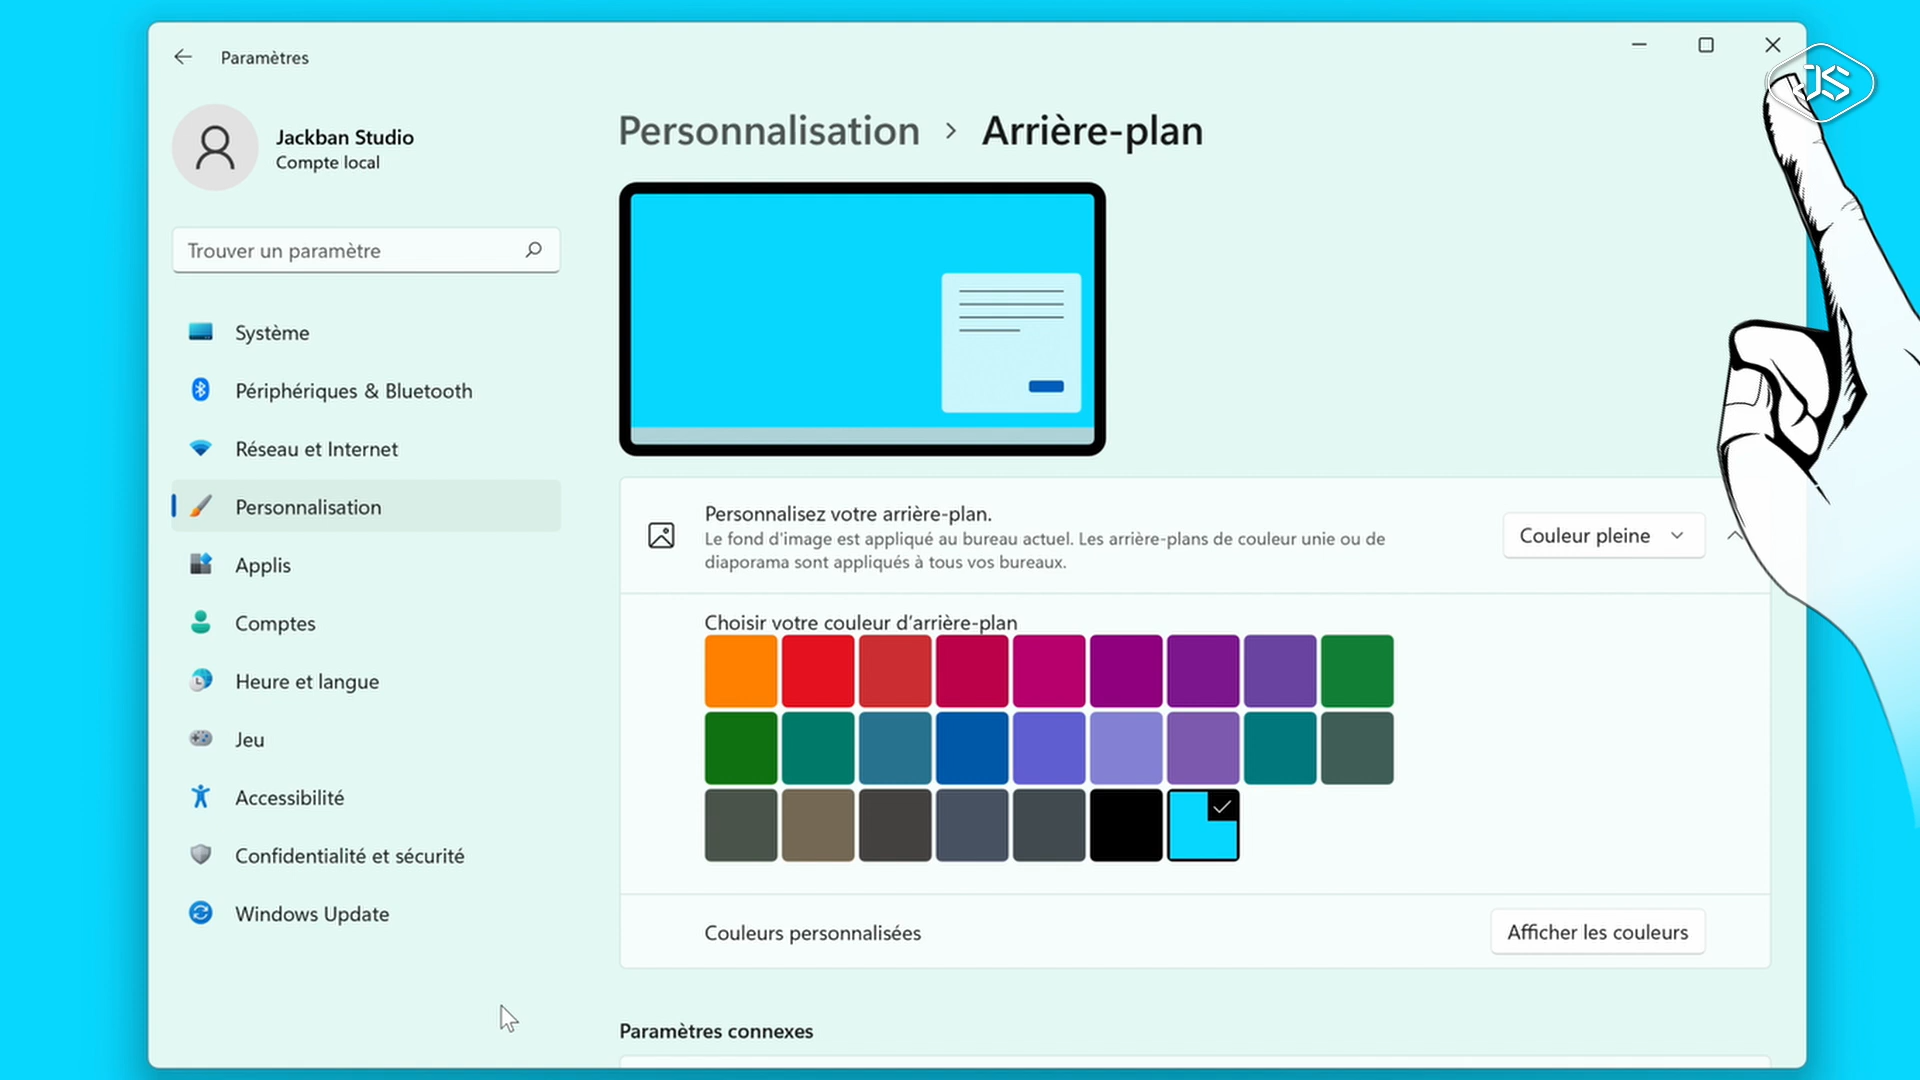 Paramètres
JS
Jackban Studio
Compte local
Trouver un paramètre
Système
Périphériques & Bluetooth
Réseau et Internet
Personnalisation
Applis
Comptes
Heure et langue
Jeu
Accessibilité
Confidentialité et sécurité
Windows Update
Personnalisation > Arrière-plan
Personnalisez votre arrière-plan.
Le fond d'image est appliqué au bureau actuel. Les arrière-plans de couleur unie ou de
diaporama sont appliqués à tous vos bureaux.
Couleur pleine
Choisir votre couleur d'arrière-plan
Couleurs personnalisées
Afficher les couleurs
Paramètres connexes